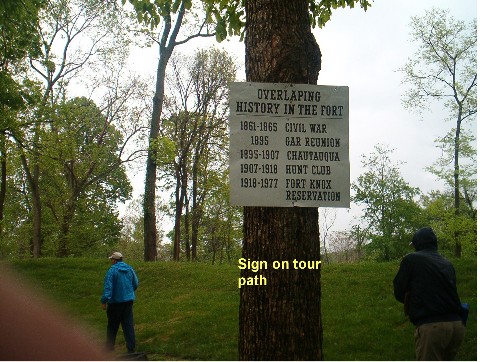 OVERLAPING
HISTORY IN THE FORT
1861-1865 CIVIL WAR
1895 GAR REUNION
1895-1907 CHAUTAUQUA
1907-1918 HUNT CLUB
1918-1977 FORT KNOX
RESERVATION
Sign on tour
path